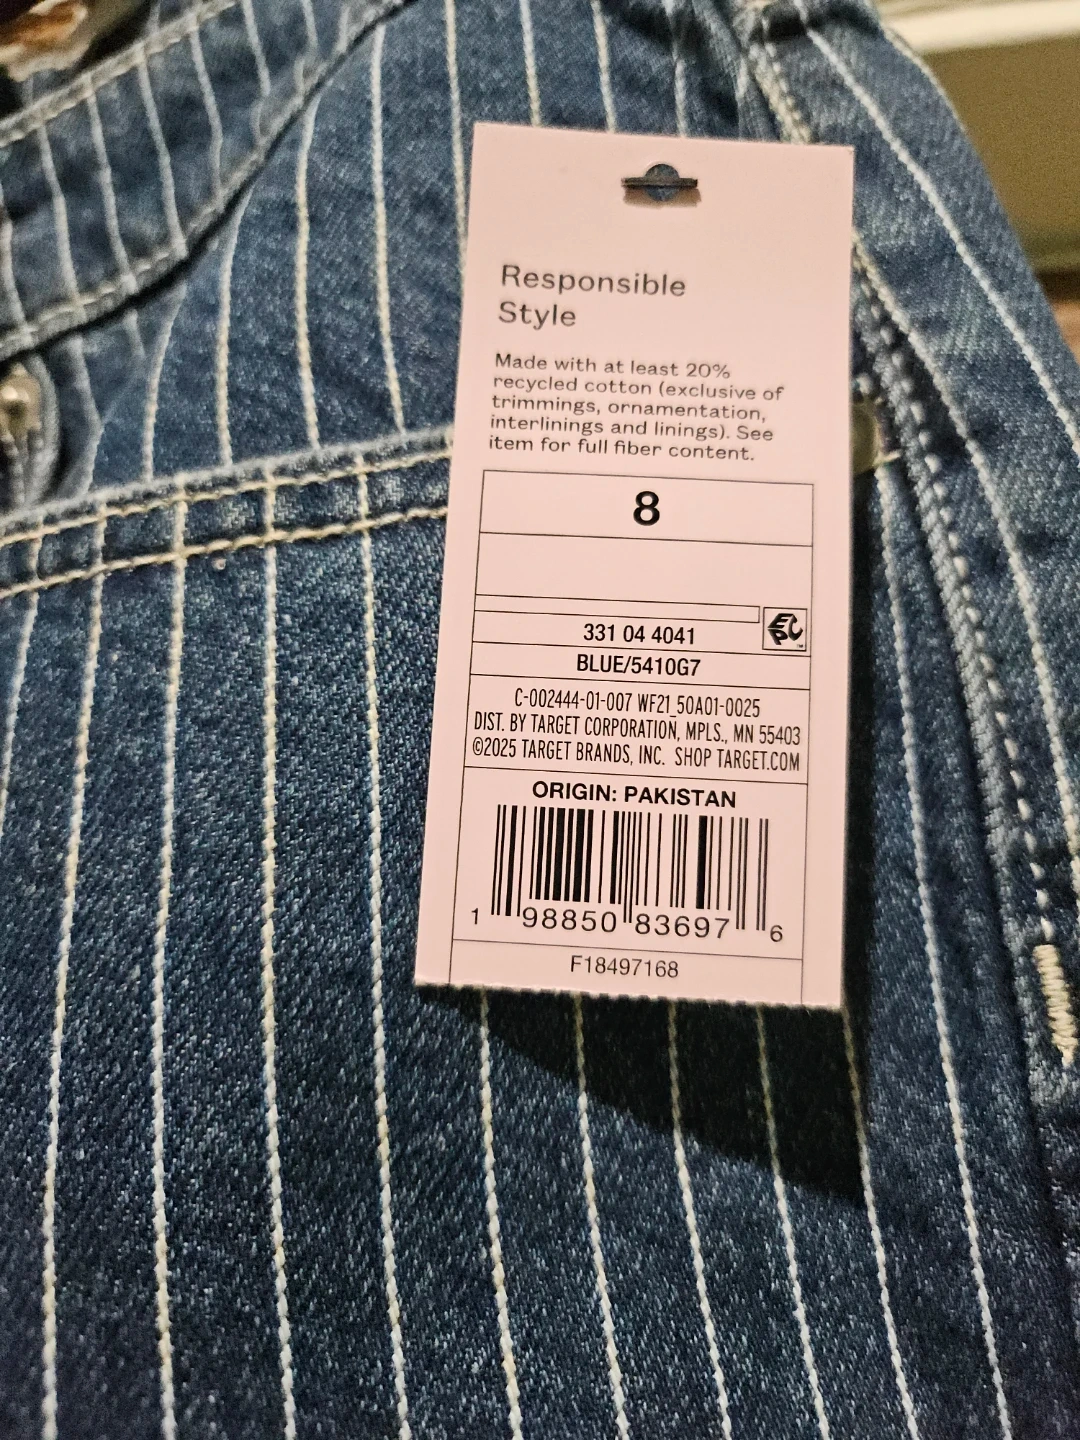 Responsible
Style
Made with at least 20%
recycled cotton (exclusive of
trimmings, ornamentation,
interlinings and linings). See
item for full fiber content.
8
EPC
™
331 04 4041
BLUE/5410G7
C-002444-01-007 WF21_50A01-0025
DIST. BY TARGET CORPORATION, MPLS., MN 55403
©2025 TARGET BRANDS, INC. SHOP TARGET.COM
ORIGIN: PAKISTAN
1 98850 83697 6
F18497168